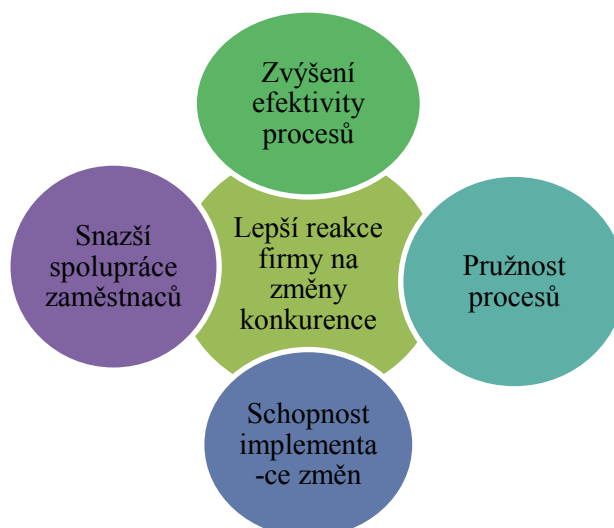 Zvýšení
efektivity
procesů
Snazší
spolupráce
zaměstnaců
Lepší reakce
firmy na
změny
konkurence
Pružnost
procesů
Schopnost
implementa
-ce změn